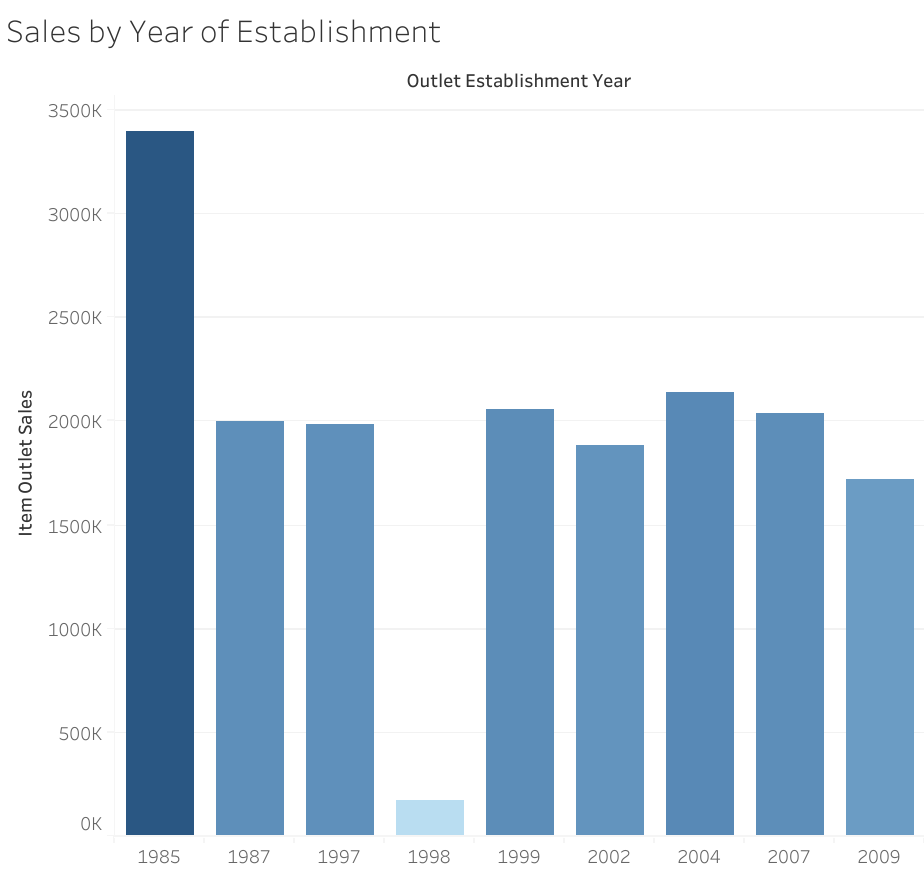 Sales by Year of Establishment
Outlet Establishment Year
3500K
3000K
2500K
2000K
1500K
1000K
500K
0K
Item Outlet Sales
1985
1987
1997
1998
1999
2002
2004
2007
2009